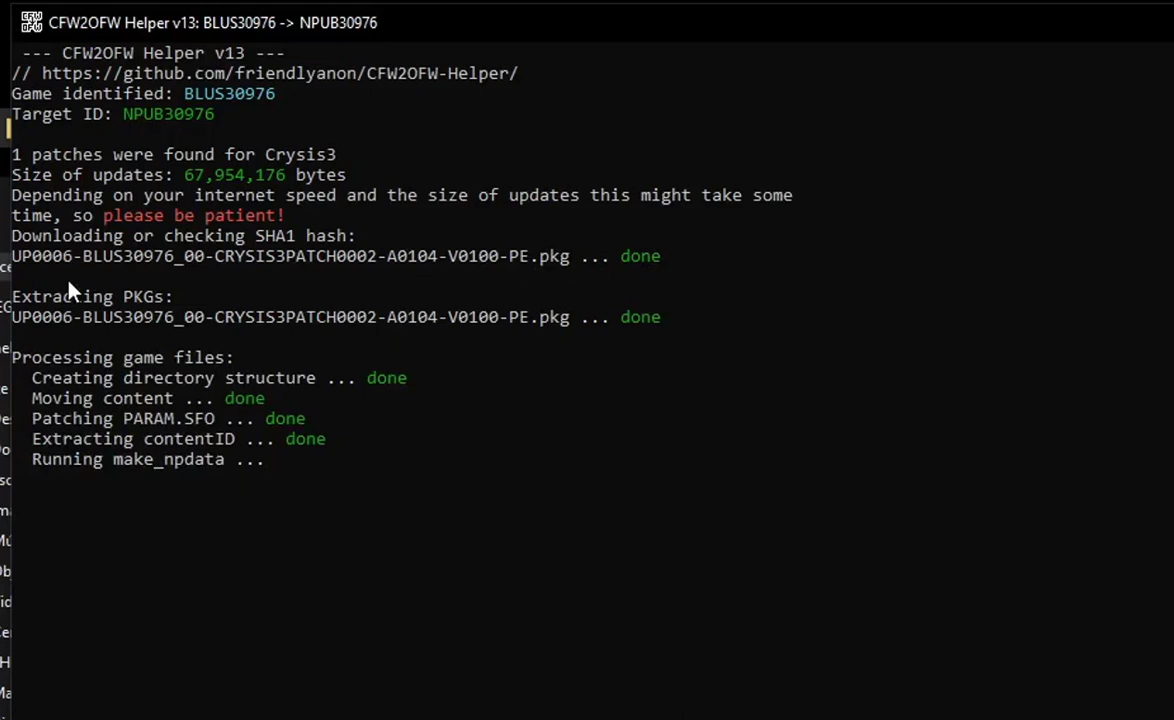 CFW2OFW Helper v13: BLUS30976 -> NPUB30976
--- CFW2OFW Helper v13 ---
// https://github.com/friendlyanon/CFW2OFW-Helper/
Game identified: BLUS30976
Target ID: NPUB30976
1 patches were found for Crysis3
Size of updates: 67,954,176 bytes
Depending on your internet speed and the size of updates this might take some
time, so please be patient!
Downloading or checking SHA1 hash:
UP0006-BLUS30976_00-CRYSIS3PATCH0002-A0104-V0100-PE.pkg ... done
Extracting PKGs:
UP0006-BLUS30976_00-CRYSIS3PATCH0002-A0104-V0100-PE.pkg ... done
Processing game files:
Creating directory structure ... done
Moving content ... done
Patching PARAM.SFO ... done
Extracting contentID ... done
Running make_npdata ...